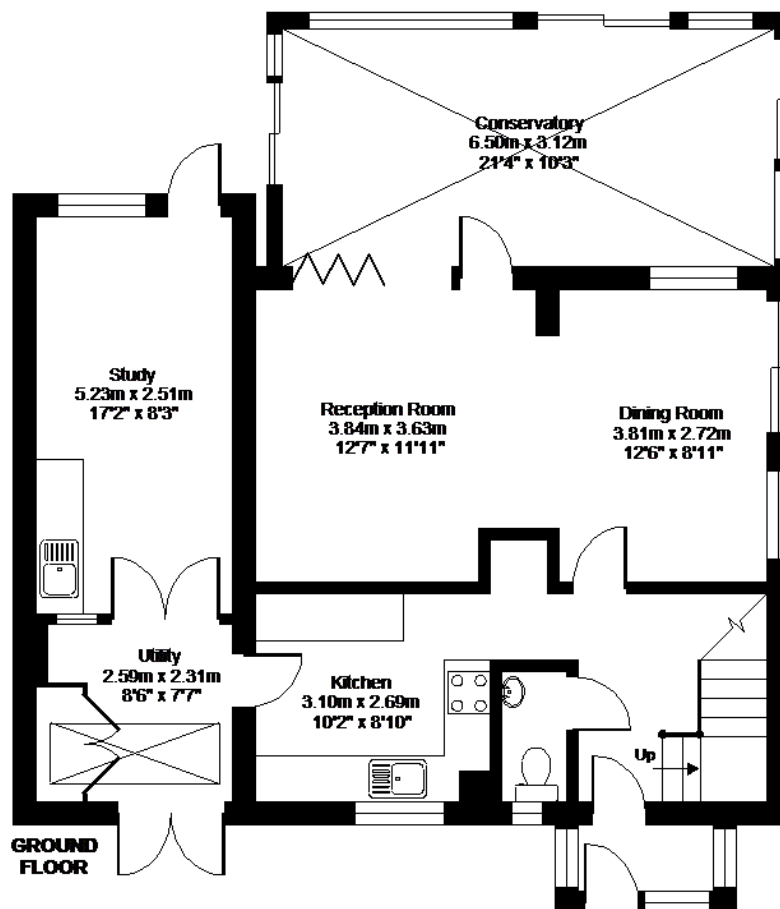 Conservatory
6.50m x 3.12m
21'4" x 10'3"
Study
5.23m x 2.51m
17'2" x 8'3"
Reception Room
3.84m x 3.63m
12'7" x 11'11"
Dining Room
3.81m x 2.72m
12'6" x 8'11"
Utility
2.59m x 2.31m
8'6" x 7'7"
Kitchen
3.10m x 2.69m
10'2" x 8'10"
Up
GROUND
FLOOR